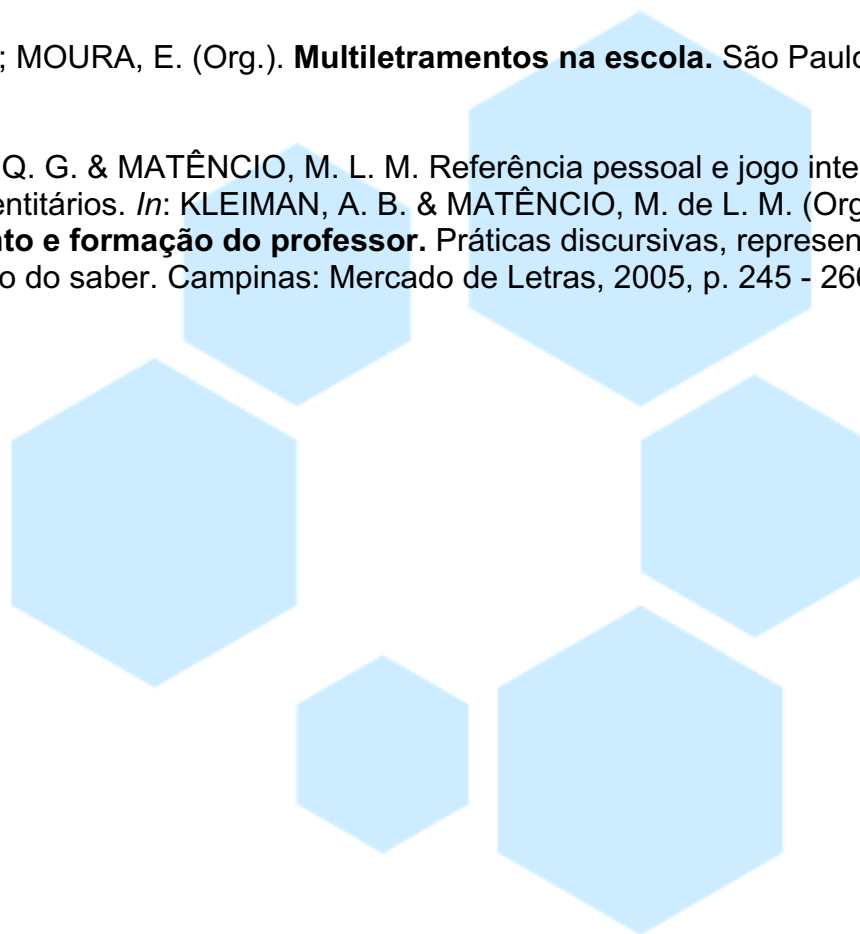 ; MOURA, E. (Org.). Multiletramentos na escola. São Paulo
Q. G. & MATÊNCIO, M. L. M. Referência pessoal e jogo inte
entitários. In: KLEIMAN, A. B. & MATÊNCIO, M. de L. M. (Org
nto e formação do professor. Práticas discursivas, represen
o do saber. Campinas: Mercado de Letras, 2005, p. 245 - 266